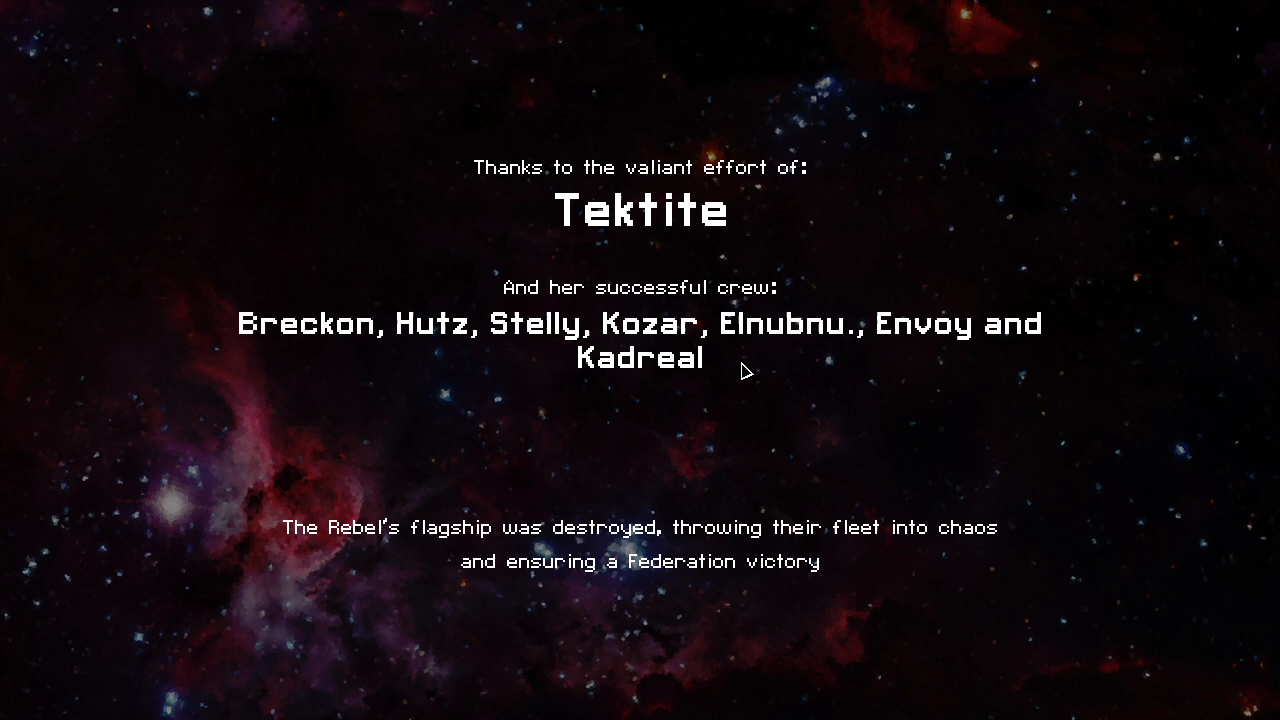 Thanks to the valiant effort of:
Tektite
And her successful crew:
Breckon, Hutz, Stelly, Kozar, Elnubnu., Envoy and
Kadreal
The Rebel's flagship was destroyed, throwing their fleet into chaos
and ensuring a Federation victory